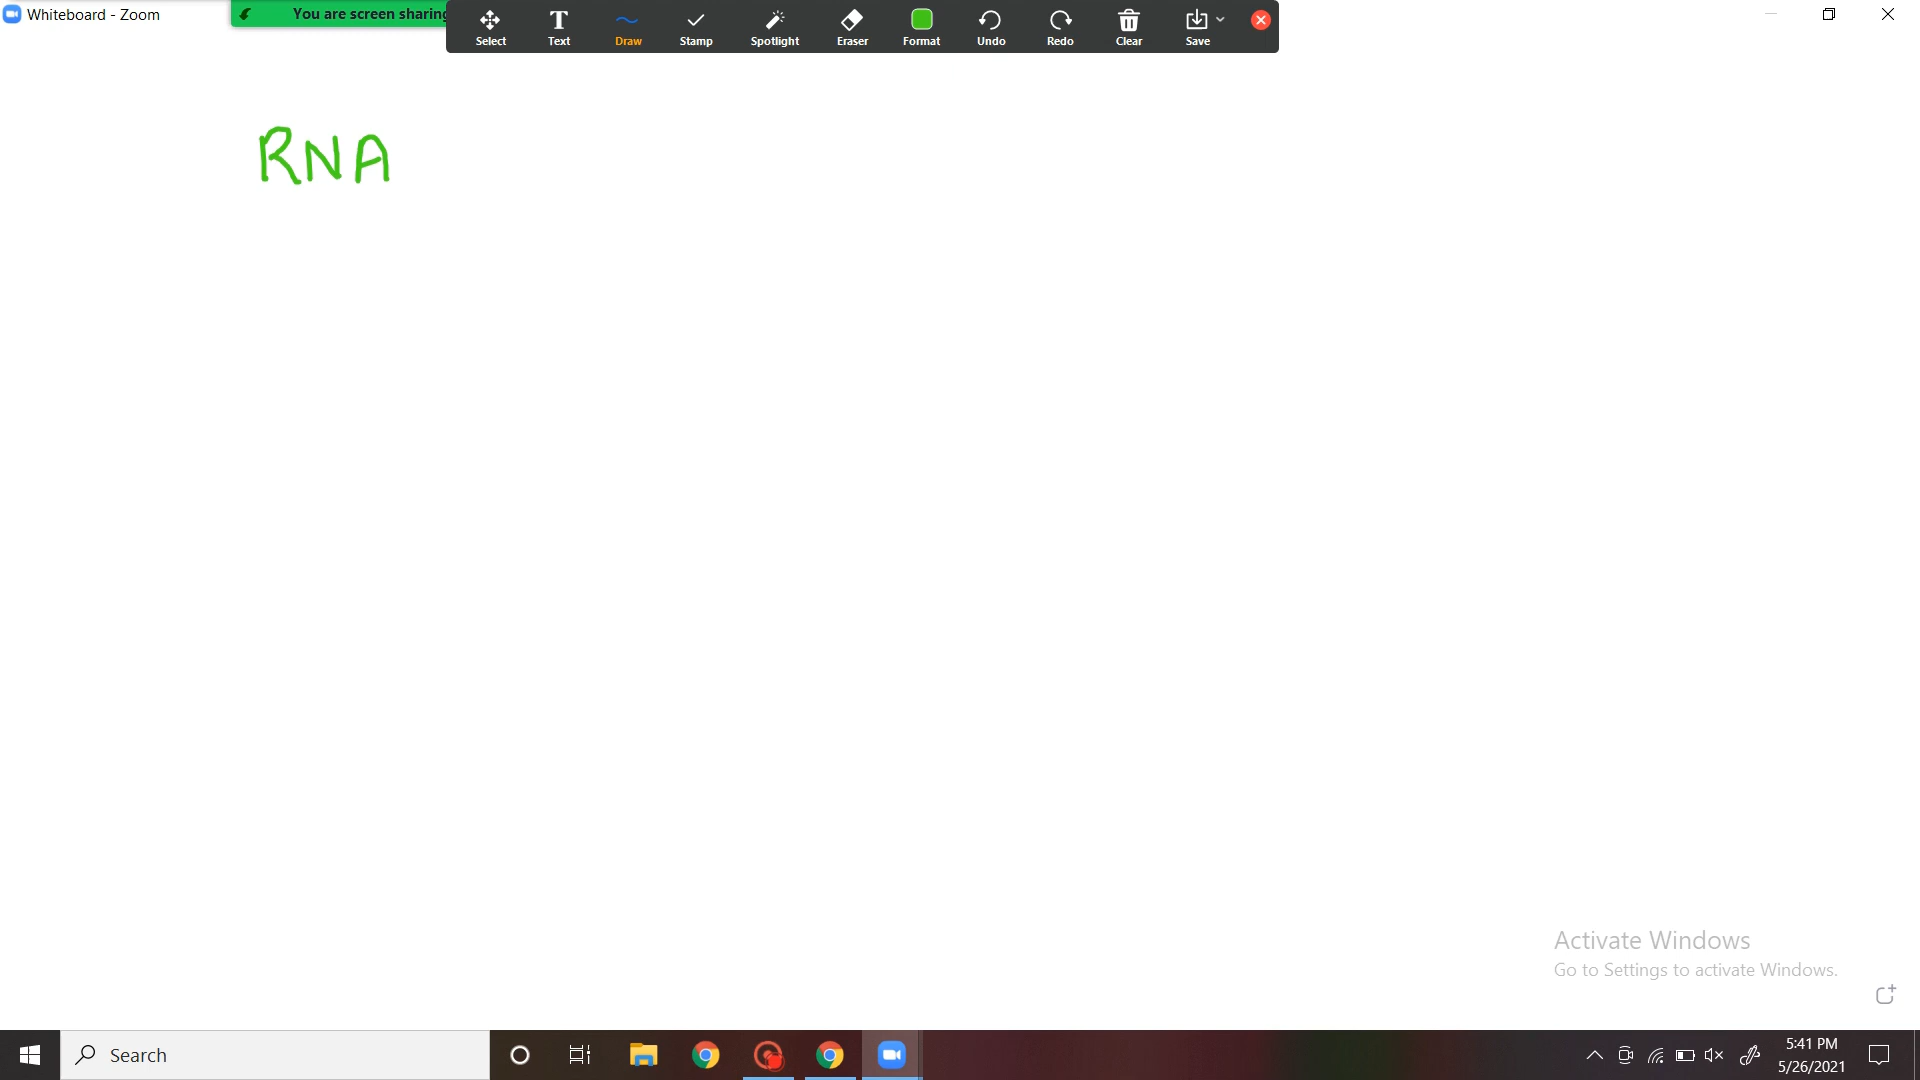 Whiteboard - Zoom
You are screen sharing
Select Text Draw Stamp Spotlight Eraser Format Undo Redo Clear Save
RNA
Activate Windows
Go to Settings to activate Windows.
Search
5:41 PM
5/26/2021